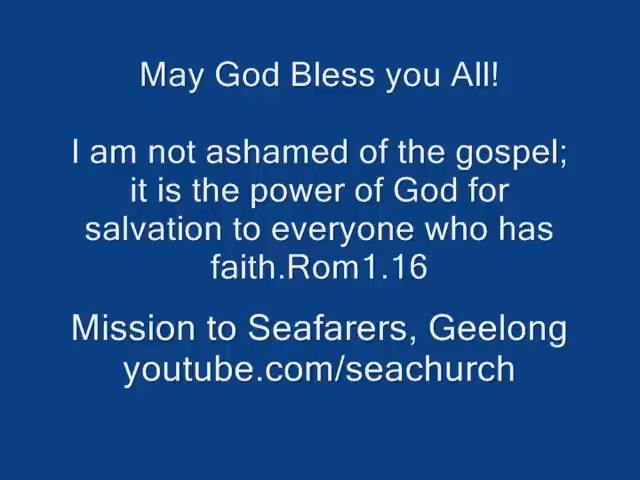 May God Bless you All!
I am not ashamed of the gospel;
it is the power of God for
salvation to everyone who has
faith.Rom1.16
Mission to Seafarers, Geelong
youtube.com/seachurch